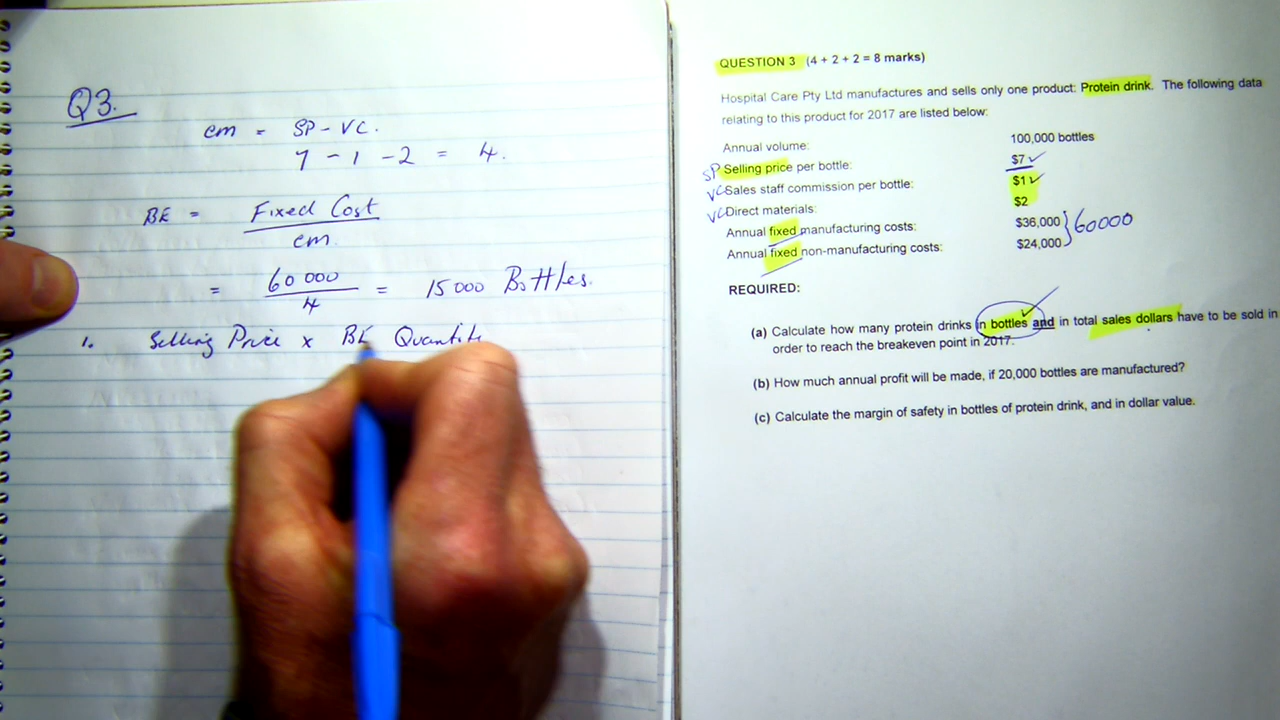 Q3.
cm = SP - VC.
7 - 1 - 2 = 4.
BE = Fixed Cost
cm.
= 60 000
4
= 15 000 Bottles.
1. Selling Price x BE Quantite
QUESTION 3 (4 + 2 + 2 = 8 marks)
Hospital Care Pty Ltd manufactures and sells only one product: Protein drink. The following data
relating to this product for 2017 are listed below:
Annual volume: 100,000 bottles
SP Selling price per bottle: $7
VC Sales staff commission per bottle: $1
VC Direct materials: $2
Annual fixed manufacturing costs: $36,000
Annual fixed non-manufacturing costs: $24,000
60000
REQUIRED:
(a) Calculate how many protein drinks in bottles and in total sales dollars have to be sold in
order to reach the breakeven point in 2017.
(b) How much annual profit will be made, if 20,000 bottles are manufactured?
(c) Calculate the margin of safety in bottles of protein drink, and in dollar value.